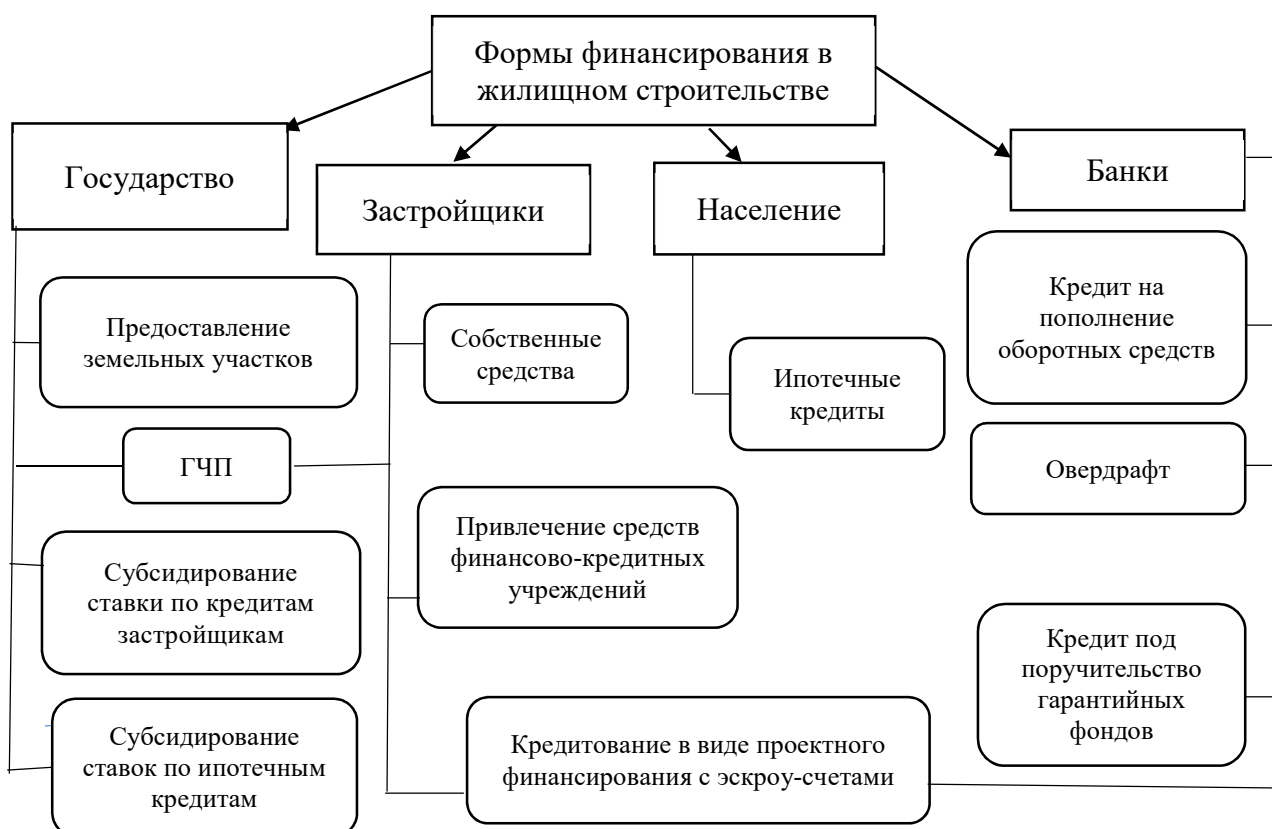 Формы финансирования в
жилищном строительстве
Государство
Застройщики
Население
Банки
Предоставление
земельных участков
ГЧП
Субсидирование
ставки по кредитам
застройщикам
Субсидирование
ставок по ипотечным
кредитам
Собственные
средства
Привлечение средств
финансово-кредитных
учреждений
Кредитование в виде проектного
финансирования с эскроу-счетами
Ипотечные
кредиты
Кредит на
пополнение
оборотных средств
Овердрафт
Кредит под
поручительство
гарантийных
фондов